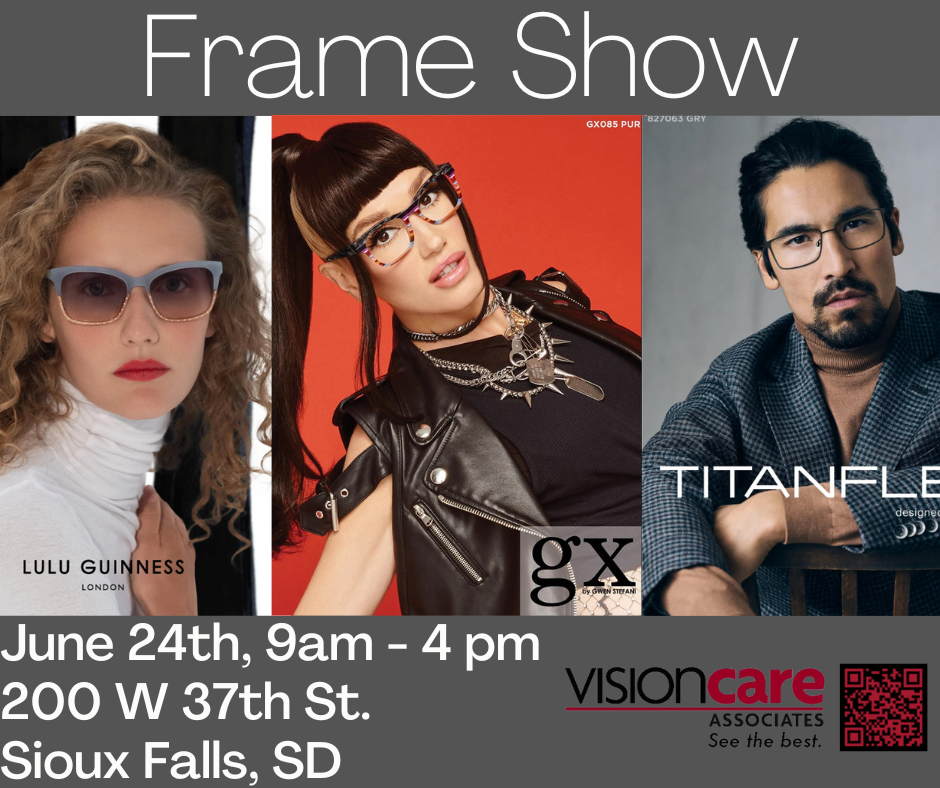 Frame Show
GX085 PUR
827063 GRY
LULU GUINNESS
LONDON
gx
by GWEN STEFANI
TITANFLE
designed
June 24th, 9am - 4 pm
200 W 37th St.
Sioux Falls, SD
visioncare
ASSOCIATES
See the best.